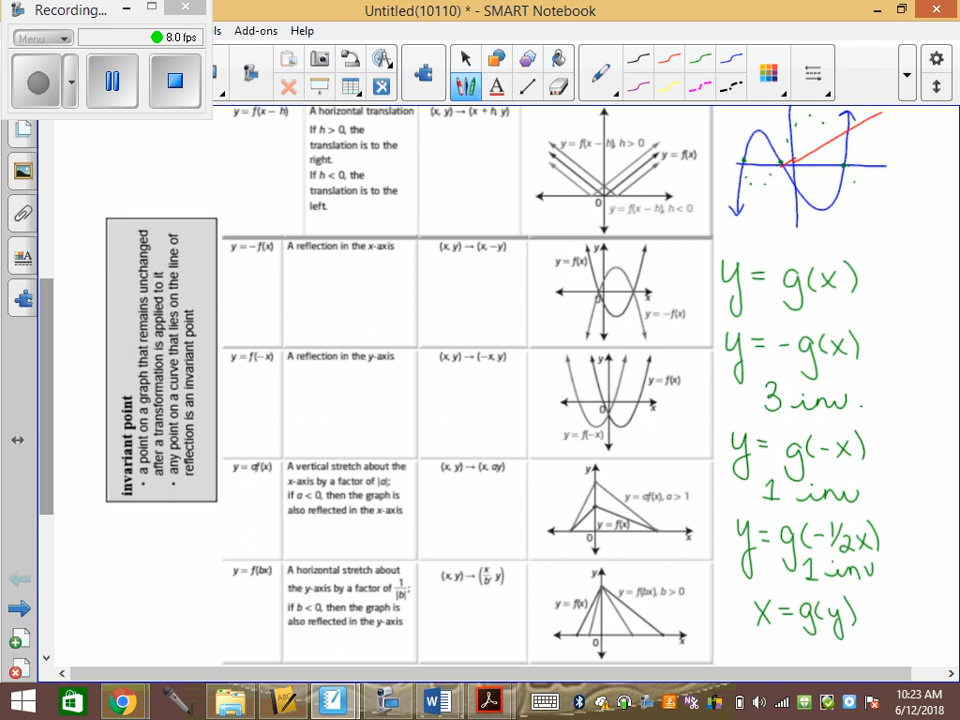 Recording...
Untitled(10110) * - SMART Notebook
Menu
8.0 fps
ols Add-ons Help
y = f(x − h)
A horizontal translation
If h > 0, the
translation is to the
right.
If h < 0, the
translation is to the
left.
(x, y) → (x + h, y)
y = f(x − h), h > 0
y = f(x)
0
y = f(x − h), h < 0
y = −f(x)
A reflection in the x-axis
(x, y) → (x, −y)
y = f(x)
y
0
x
y = −f(x)
y = f(−x)
A reflection in the y-axis
(x, y) → (−x, y)
y
y = f(x)
0
x
y = f(−x)
y = af(x)
A vertical stretch about the
x-axis by a factor of |a|;
if a < 0, then the graph is
also reflected in the x-axis
(x, y) → (x, ay)
y
y = af(x), a > 1
y = f(x)
0
x
y = f(bx)
A horizontal stretch about
the y-axis by a factor of 1/|b|;
if b < 0, then the graph is
also reflected in the y-axis
(x, y) → (x/b, y)
y
y = f(bx), b > 0
y = f(x)
0
x
invariant point
• a point on a graph that remains unchanged
after a transformation is applied to it
• any point on a curve that lies on the line of
reflection is an invariant point
y = g(x)
y = -g(x)
3 inv.
y = g(-x)
1 inv
y = g(-1/2x)
1 inv
x = g(y)
10:23 AM
6/12/2018